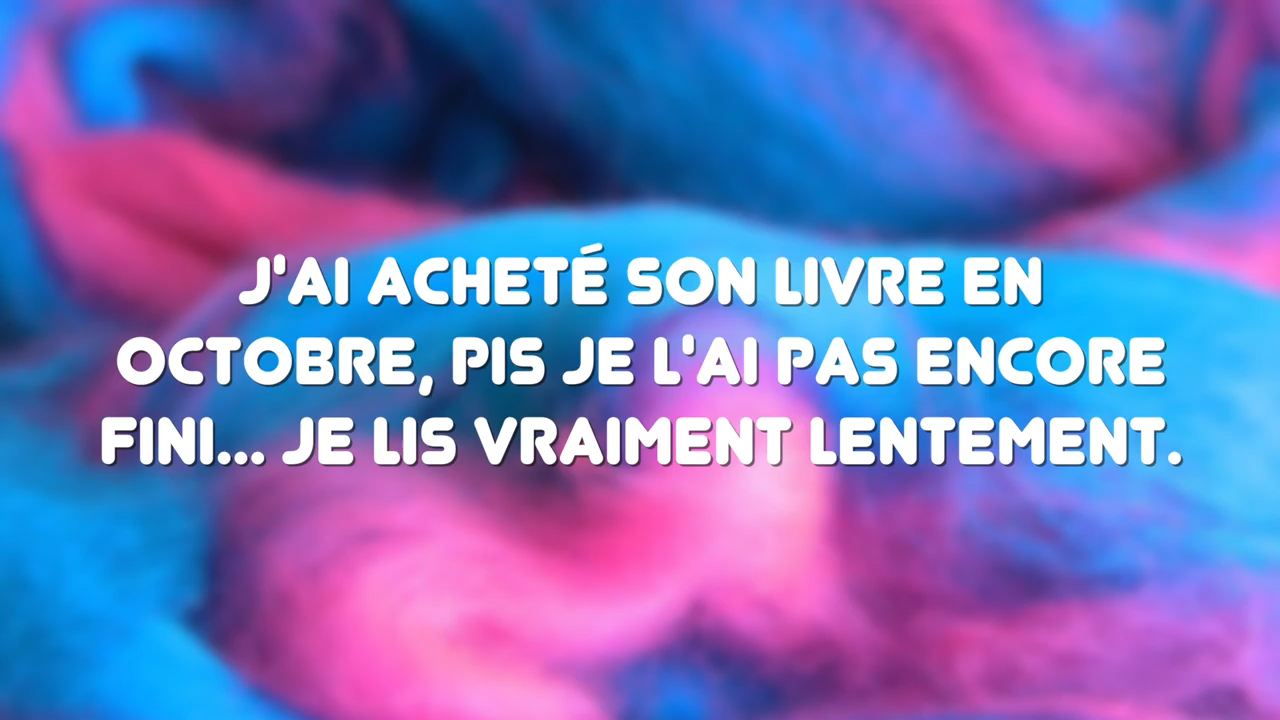 J'AI ACHETÉ SON LIVRE EN
OCTOBRE, PIS JE L'AI PAS ENCORE
FINI... JE LIS VRAIMENT LENTEMENT.